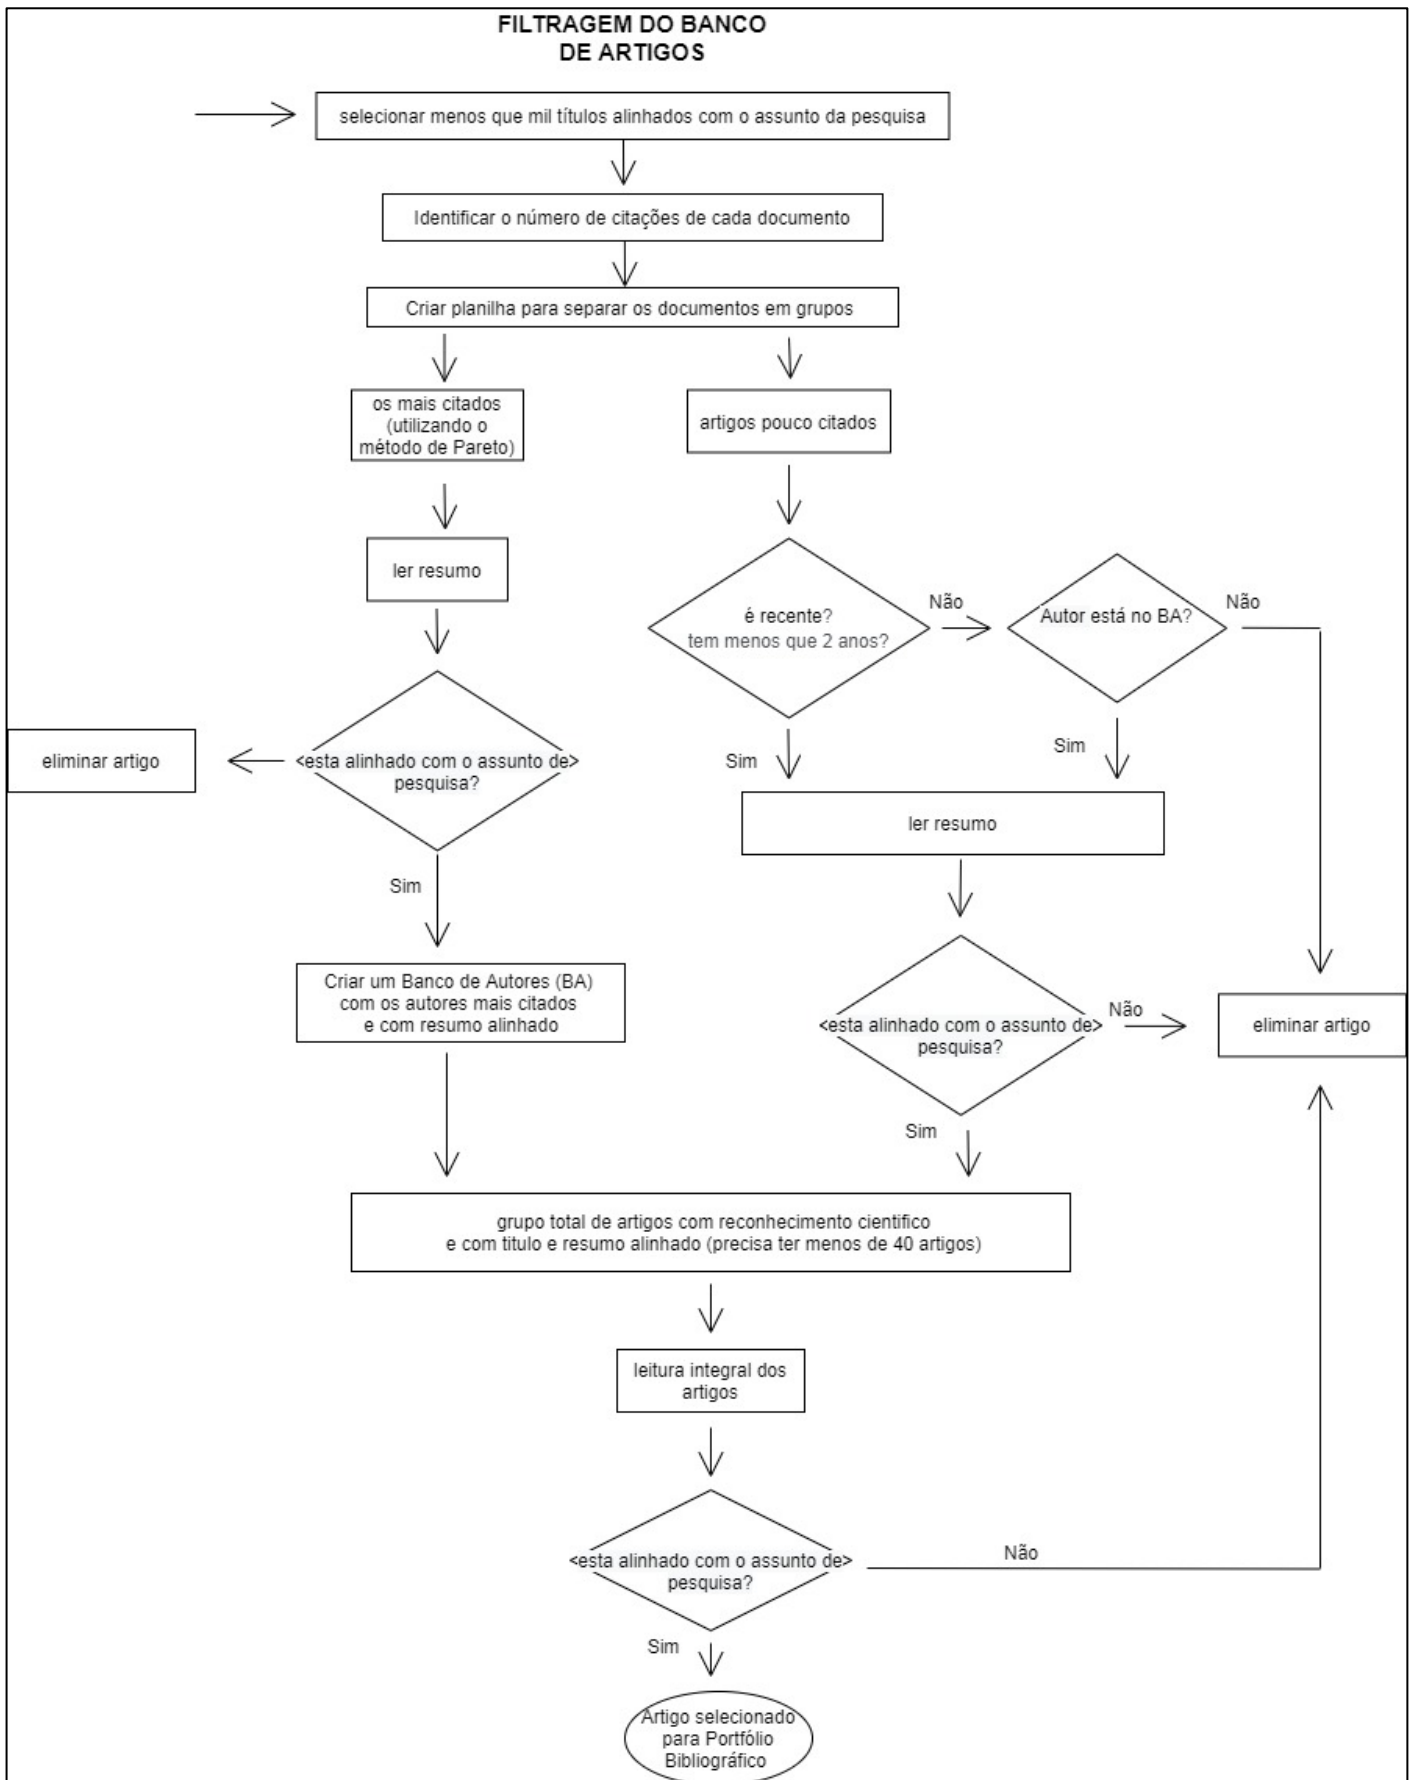 FILTRAGEM DO BANCO
DE ARTIGOS
selecionar menos que mil títulos alinhados com o assunto da pesquisa
Identificar o número de citações de cada documento
Criar planilha para separar os documentos em grupos
os mais citados
(utilizando o
método de Pareto)
artigos pouco citados
ler resumo
é recente?
tem menos que 2 anos?
Não
Autor está no BA?
Não
eliminar artigo
<esta alinhado com o assunto de>
pesquisa?
Sim
Sim
ler resumo
Sim
Criar um Banco de Autores (BA)
com os autores mais citados
e com resumo alinhado
<esta alinhado com o assunto de>
pesquisa?
Não
eliminar artigo
Sim
grupo total de artigos com reconhecimento cientifico
e com titulo e resumo alinhado (precisa ter menos de 40 artigos)
leitura integral dos
artigos
<esta alinhado com o assunto de>
pesquisa?
Não
Sim
Artigo selecionado
para Portfólio
Bibliográfico